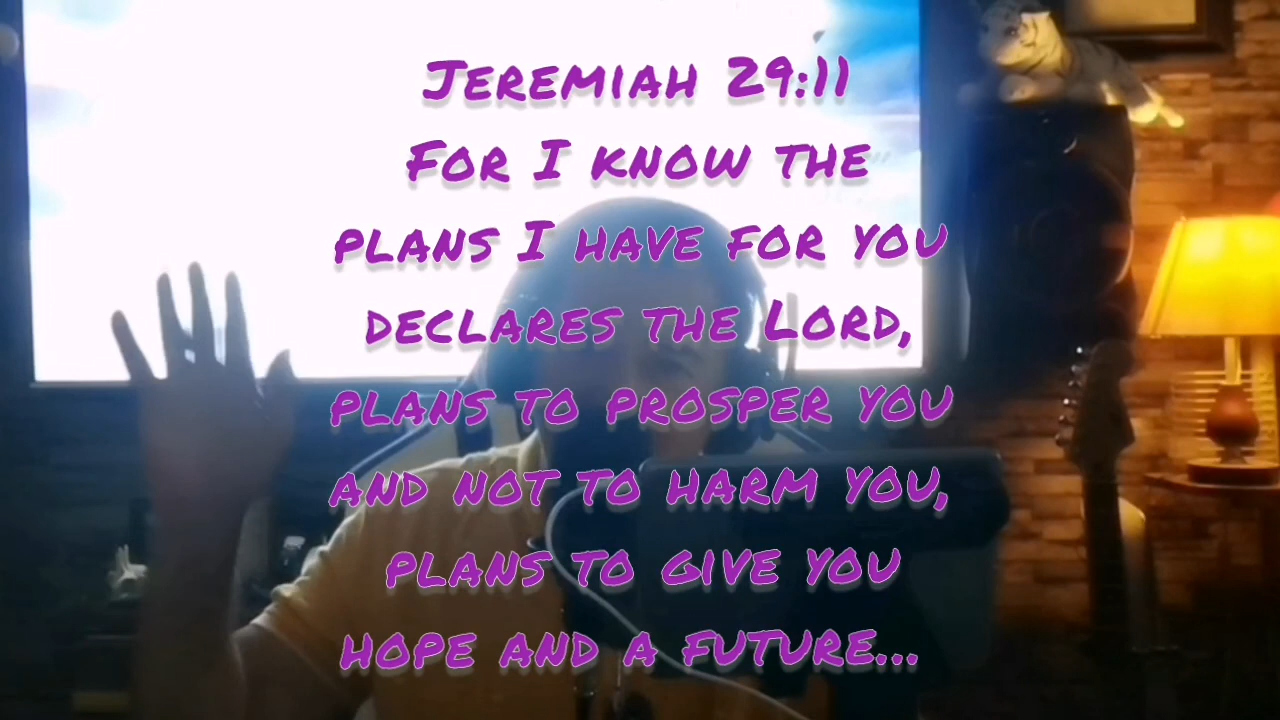 Jeremiah 29:11
For I know the
plans I have for you
declares the Lord,
plans to prosper you
and not to harm you,
plans to give you
hope and a future...